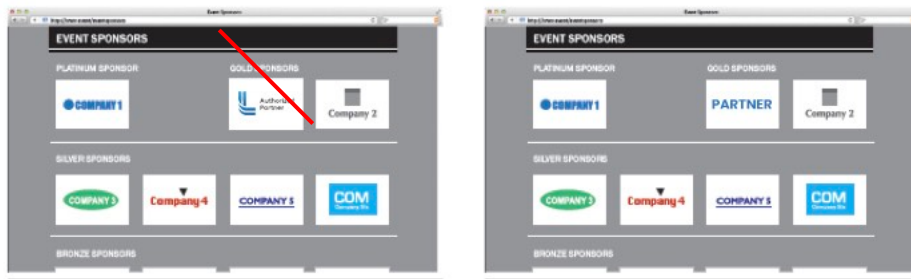 Event Sponsors
EVENT SPONSORS
PLATINUM SPONSOR
GOLD SPONSORS
COMPANY 1
Authorized
Partner
Company 2
SILVER SPONSORS
COMPANY 3
Company 4
COMPANY 5
COM
BRONZE SPONSORS
Event Sponsors
EVENT SPONSORS
PLATINUM SPONSOR
GOLD SPONSORS
COMPANY 1
PARTNER
Company 2
SILVER SPONSORS
COMPANY 3
Company 4
COMPANY 5
COM
BRONZE SPONSORS